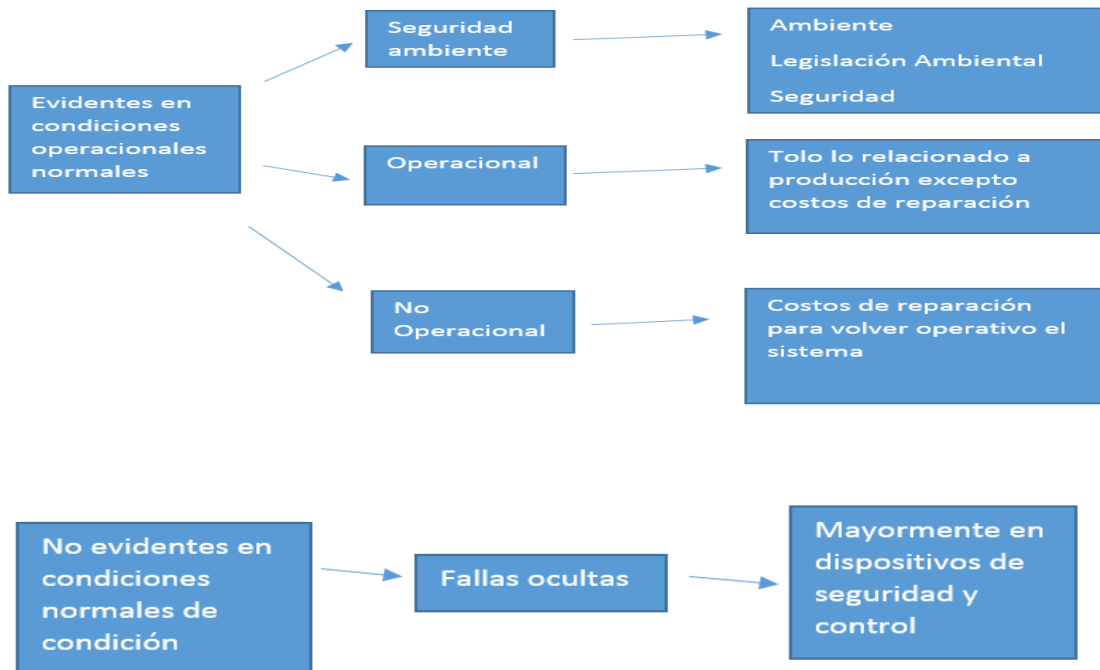 Evidentes en
condiciones
operacionales
normales
Seguridad
ambiente
Ambiente
Legislación Ambiental
Seguridad
Operacional
Tolo lo relacionado a
producción excepto
costos de reparación
No
Operacional
Costos de reparación
para volver operativo el
sistema
No evidentes en
condiciones
normales de
condición
Fallas ocultas
Mayormente en
dispositivos de
seguridad y
control